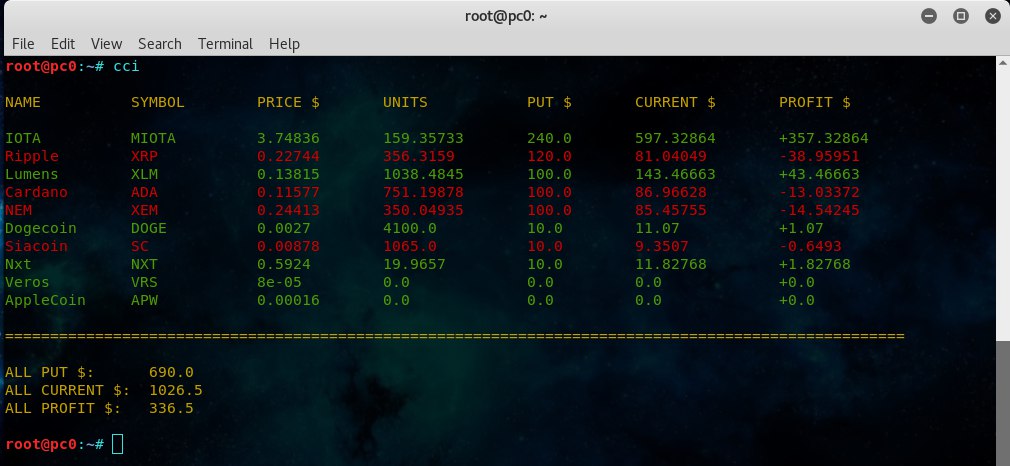 root@pc0: ~
File Edit View Search Terminal Help
root@pc0:~# cci
NAME SYMBOL PRICE $ UNITS PUT $ CURRENT $ PROFIT $
IOTA MIOTA 3.74836 159.35733 240.0 597.32864 +357.32864
Ripple XRP 0.22744 356.3159 120.0 81.04049 -38.95951
Lumens XLM 0.13815 1038.4845 100.0 143.46663 +43.46663
Cardano ADA 0.11577 751.19878 100.0 86.96628 -13.03372
NEM XEM 0.24413 350.04935 100.0 85.45755 -14.54245
Dogecoin DOGE 0.0027 4100.0 10.0 11.07 +1.07
Siacoin SC 0.00878 1065.0 10.0 9.3507 -0.6493
Nxt NXT 0.5924 19.9657 10.0 11.82768 +1.82768
Veros VRS 8e-05 0.0 0.0 0.0 +0.0
AppleCoin APW 0.00016 0.0 0.0 0.0 +0.0
====================================================================================================
ALL PUT $: 690.0
ALL CURRENT $: 1026.5
ALL PROFIT $: 336.5
root@pc0:~#